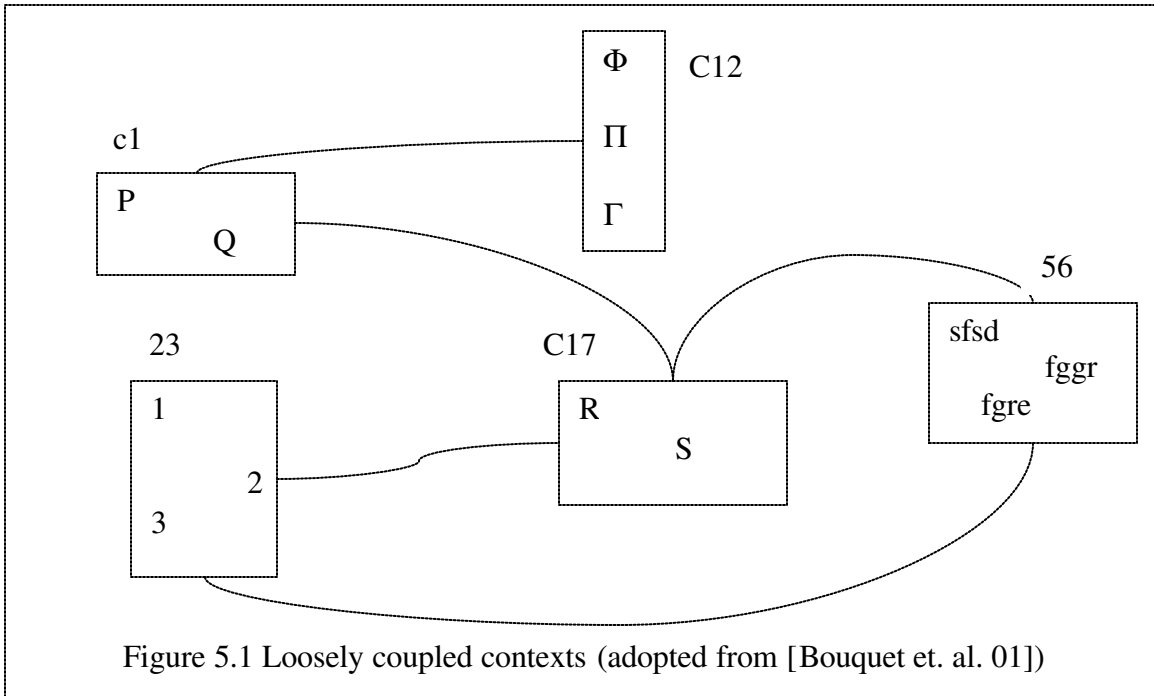 Φ
C12
Π
c1
P
Γ
Q
56
sfsd
23
C17
fggr
1
R
fgre
S
2
3
Figure 5.1 Loosely coupled contexts (adopted from [Bouquet et. al. 01])